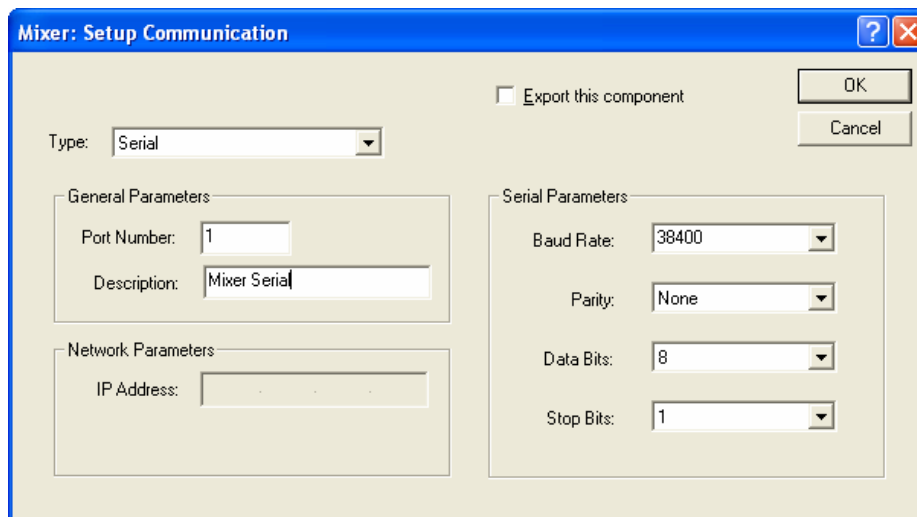 Mixer: Setup Communication
Export this component
OK
Cancel
Type: Serial
General Parameters
Port Number: 1
Description: Mixer Serial
Network Parameters
IP Address: . . .
Serial Parameters
Baud Rate: 38400
Parity: None
Data Bits: 8
Stop Bits: 1